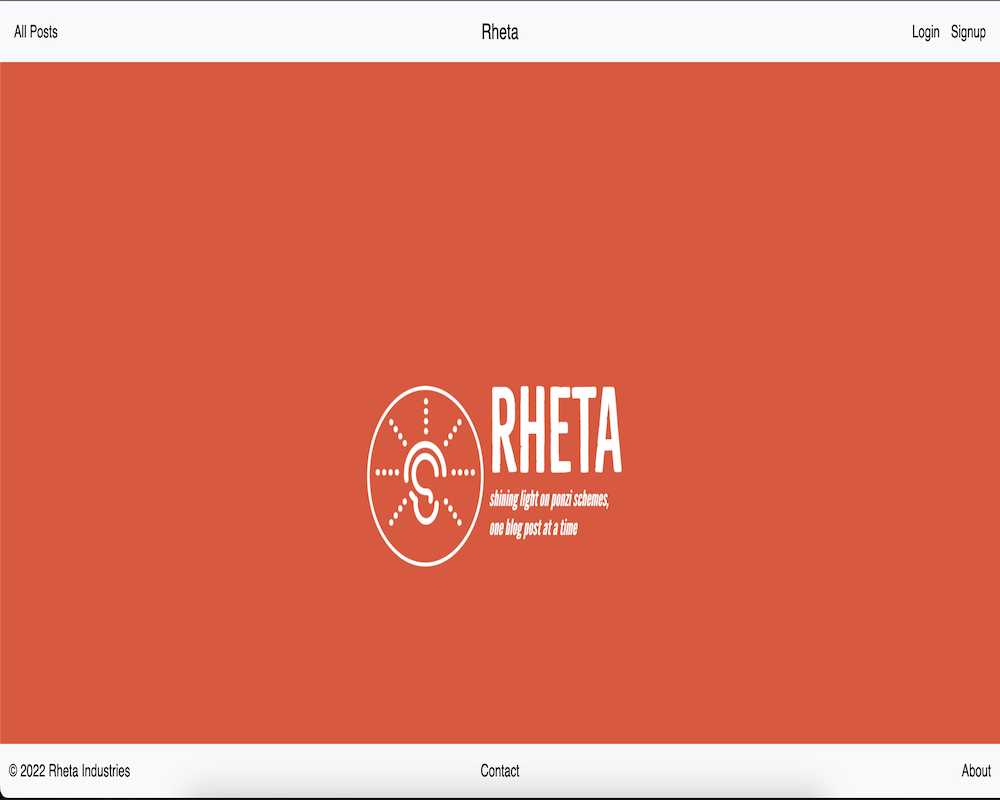 All Posts
Rheta
Login Signup
RHETA
shining light on ponzi schemes,
one blog post at a time
© 2022 Rheta Industries
Contact
About